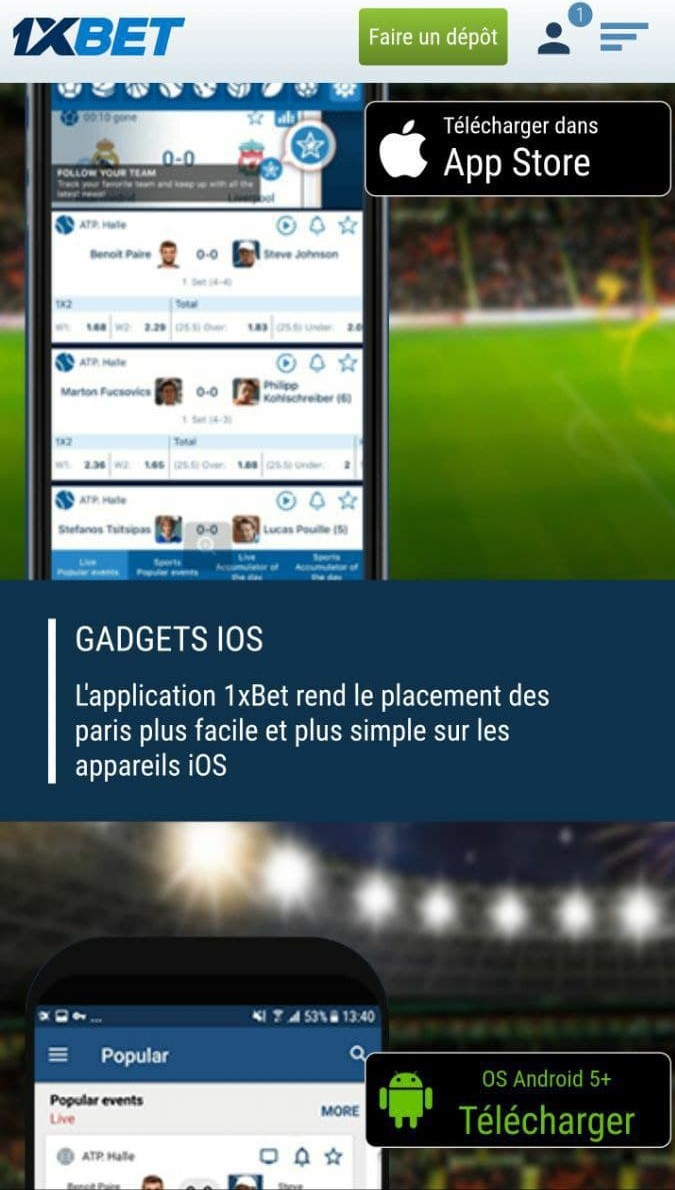 1XBET
Faire un dépôt
1
00:10 gone
0-0
FOLLOW YOUR TEAM
Track your favorite team and keep up with all the
latest news!
Liverpool
Télécharger dans
App Store
ATP. Halle
Benoit Paire 0-0 Steve Johnson
1 Set (4-4)
1X2 Total
W1: 1.68 W2: 2.29 (25.5) Over: 1.83 (25.5) Under: 2.0
ATP. Halle
Marton Fucsovics 0-0 Philipp
Kohlschreiber (6)
1 Set (4-3)
1X2 Total
W1: 2.36 W2: 1.65 (25.5) Over: 1.88 (25.5) Under: 2
ATP. Halle
Stefanos Tsitsipas 0-0 Lucas Pouille (5)
Live
Popular events
Sports
Popular events
Live
Accumulator of
the day
Sports
Accumulator of
the day
GADGETS IOS
L'application 1xBet rend le placement des
paris plus facile et plus simple sur les
appareils iOS
... 53% 13:40
Popular
Popular events
Live
MORE
ATP. Halle
Benoit Paire Steve
OS Android 5+
Télécharger